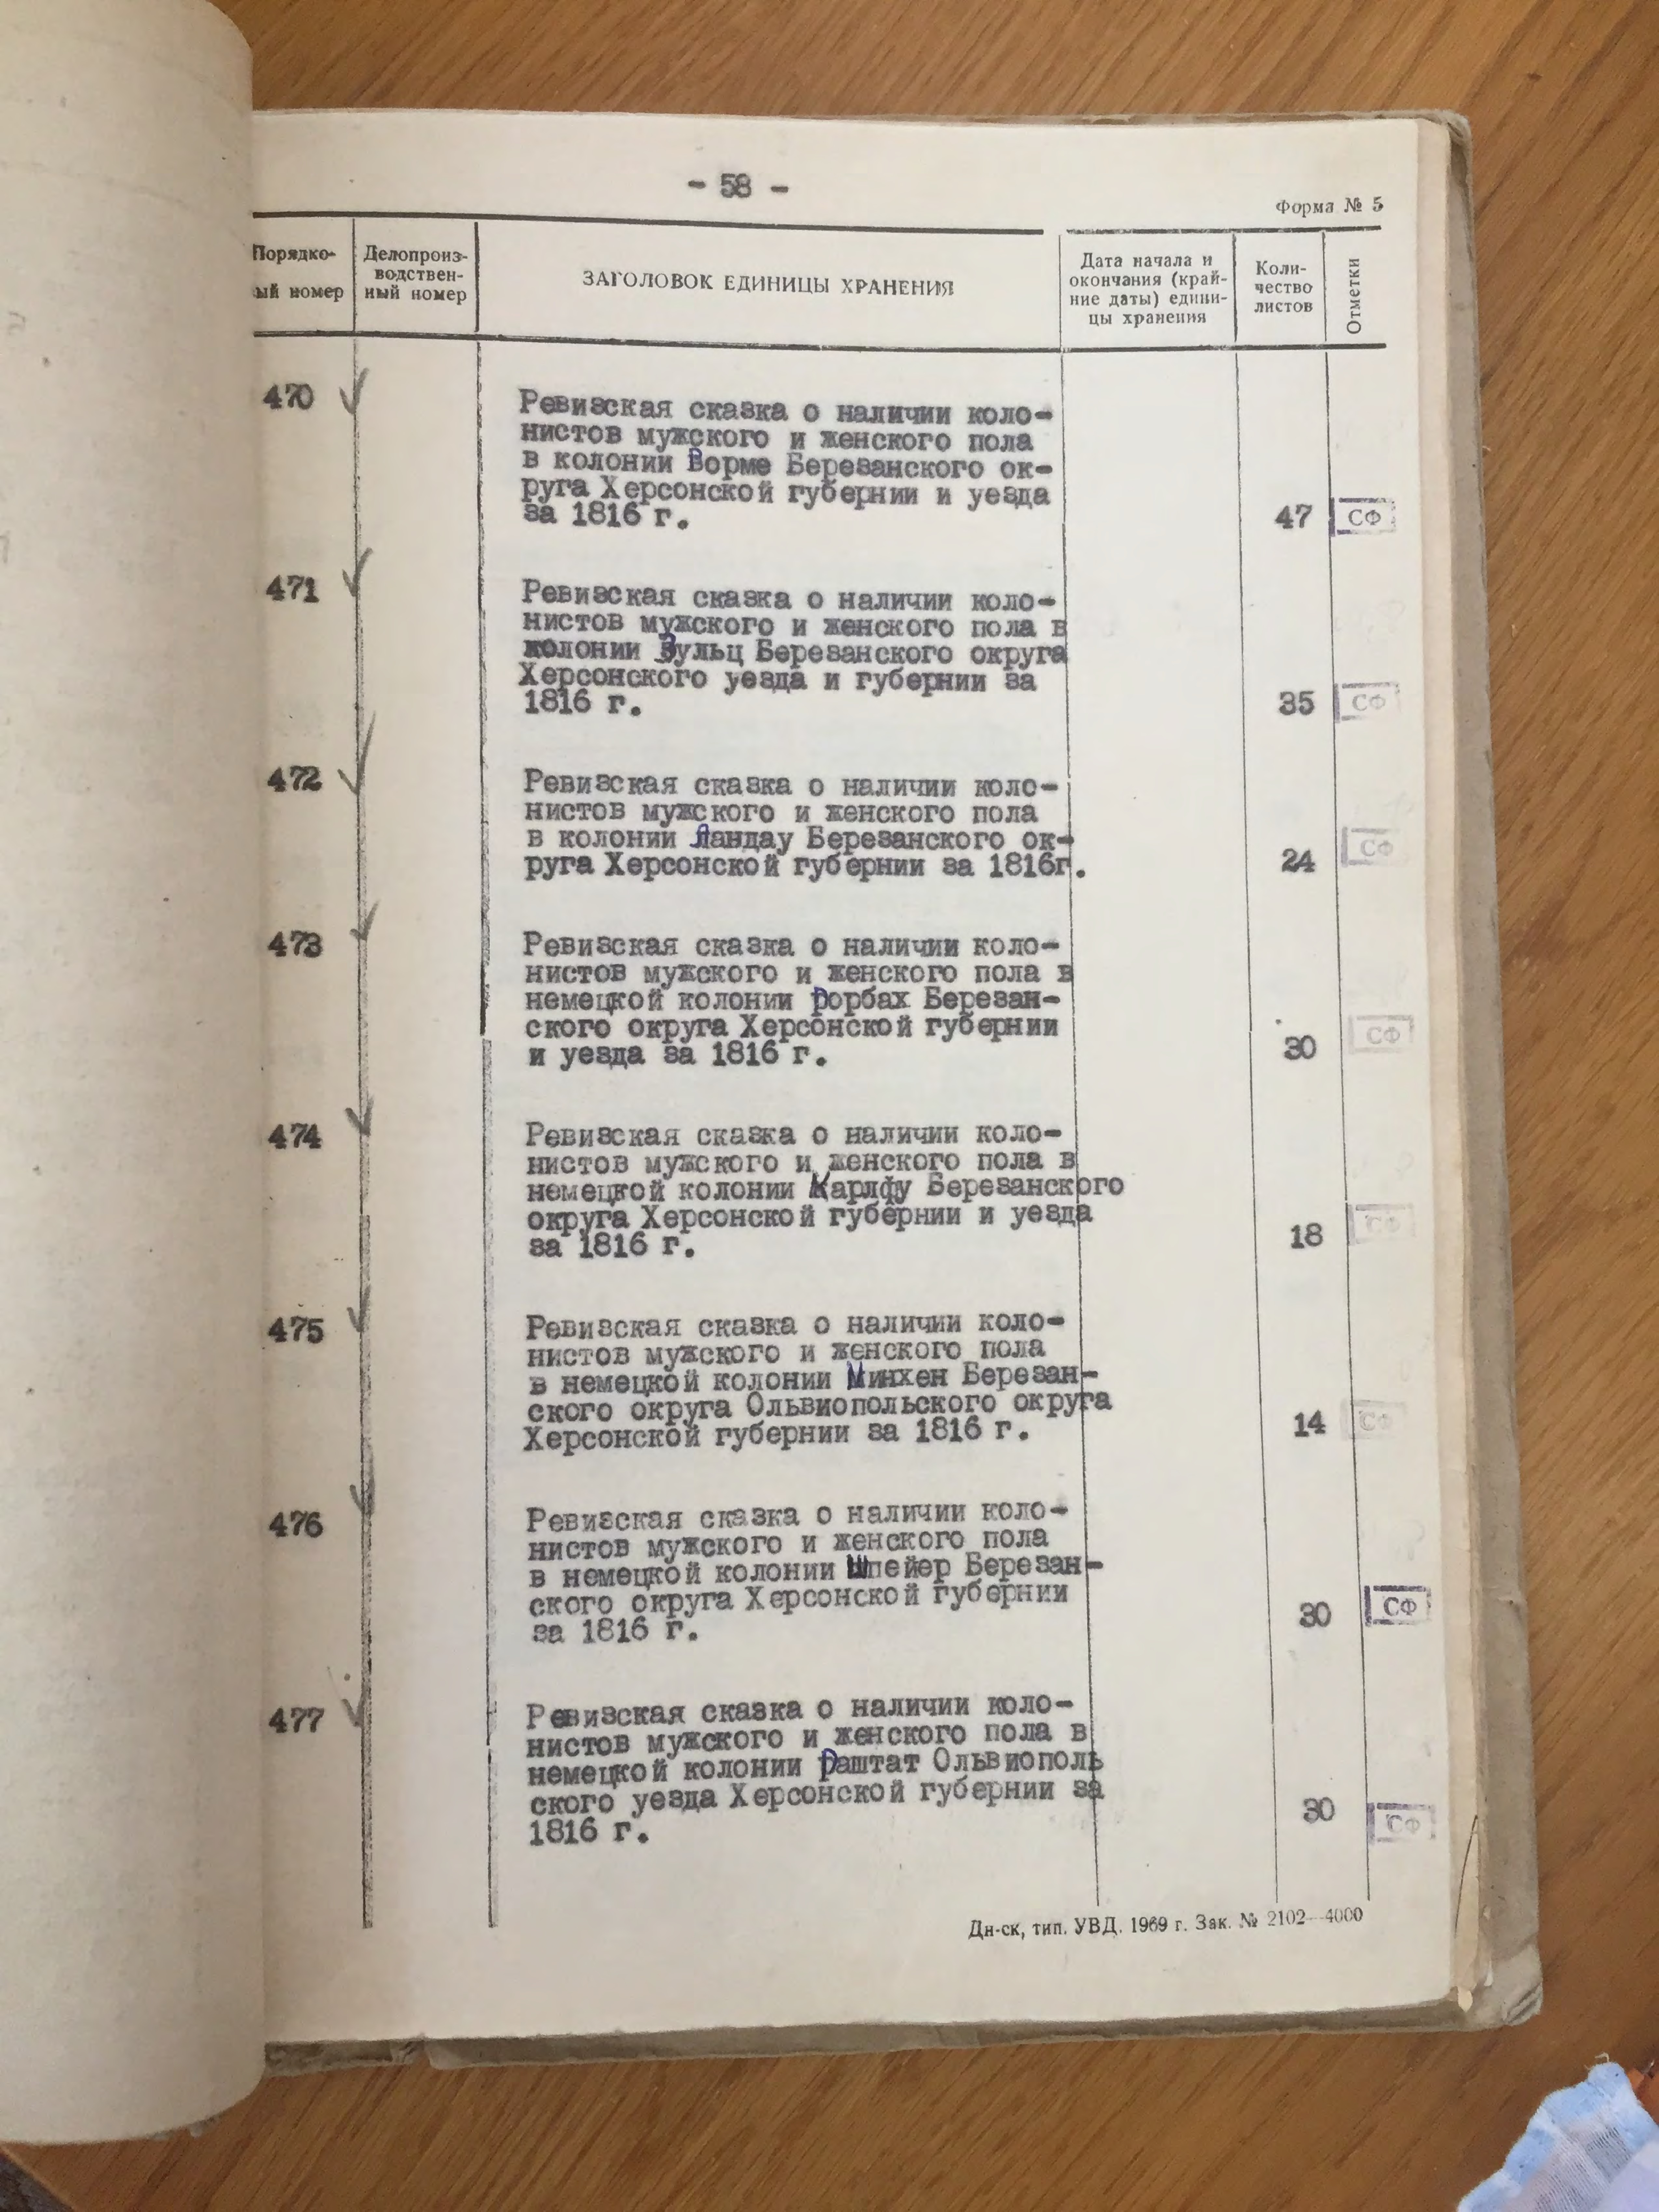 - 58 -
Форма № 5
Порядко-
ый номер
Делопроиз-
водствен-
ный номер
ЗАГОЛОВОК ЕДИНИЦЫ ХРАНЕНИЯ
Дата начала и
окончания (край-
ние даты) едини-
цы хранения
Коли-
чество
листов
Отметки
470
Ревизская сказка о наличии коло-
нистов мужского и женского пола
в колонии Ворме Березанского ок-
руга Херсонской губернии и уезда
за 1816 г.
47
СФ
471
Ревизская сказка о наличии коло-
нистов мужского и женского пола в
колонии Зульц Березанского округа
Херсонского уезда и губернии за
1816 г.
35
СФ
472
Ревизская сказка о наличии коло-
нистов мужского и женского пола
в колонии Ландау Березанского ок-
руга Херсонской губернии за 1816г.
24
СФ
473
Ревизская сказка о наличии коло-
нистов мужского и женского пола в
немецкой колонии Рорбах Березан-
ского округа Херсонской губернии
и уезда за 1816 г.
30
СФ
474
Ревизская сказка о наличии коло-
нистов мужского и женского пола в
немецкой колонии Карлфу Березанского
округа Херсонской губернии и уезда
за 1816 г.
18
СФ
475
Ревизская сказка о наличии коло-
нистов мужского и женского пола
в немецкой колонии Минхен Березан-
ского округа Ольвиопольского округа
Херсонской губернии за 1816 г.
14
СФ
476
Ревизская сказка о наличии коло-
нистов мужского и женского пола
в немецкой колонии Шпейер Березан-
ского округа Херсонской губернии
за 1816 г.
30
СФ
477
Ревизская сказка о наличии коло-
нистов мужского и женского пола в
немецкой колонии Раштат Ольвиополь
ского уезда Херсонской губернии за
1816 г.
30
СФ
Дн-ск, тип. УВД. 1969 г. Зак. № 2102—4000